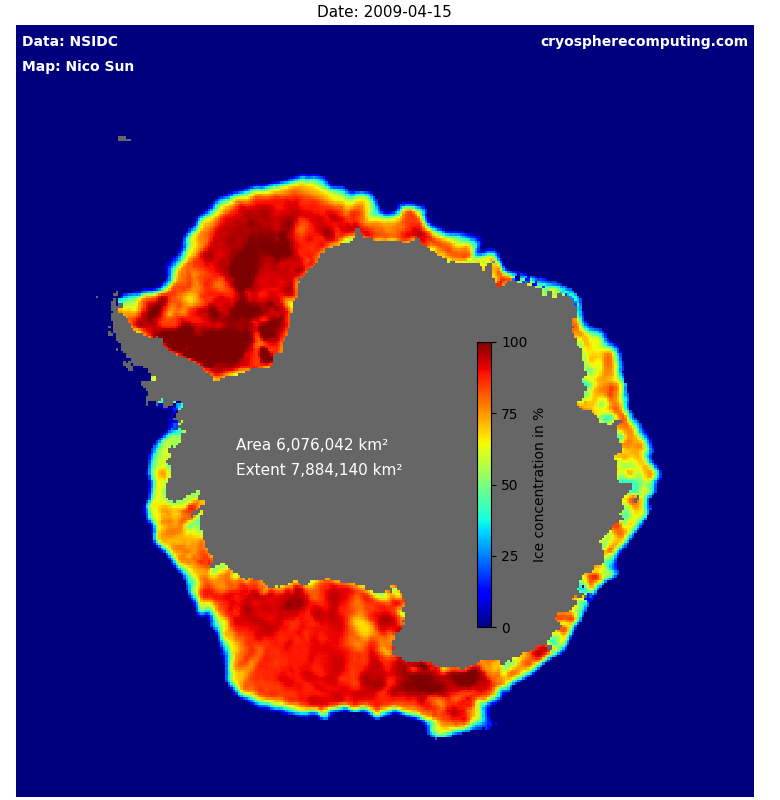 Date: 2009-04-15
Data: NSIDC
cryospherecomputing.com
Map: Nico Sun
Area 6,076,042 km²
Extent 7,884,140 km²
100
75
50
25
0
Ice concentration in %